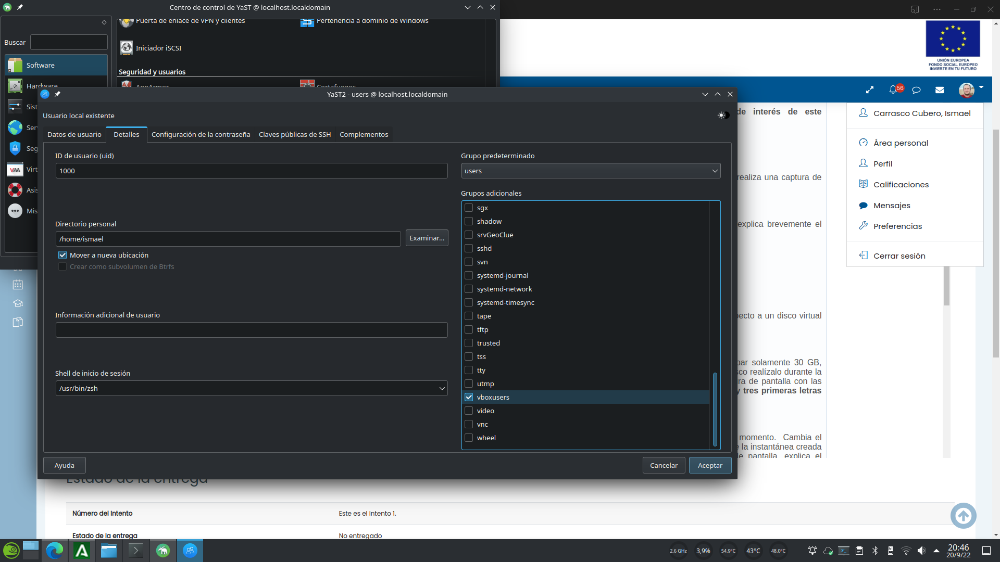 Centro de control de YaST @ localhost.localdomain
Buscar
Software
Hardware
Sist
Ser
Seg
Virt
Asis
Mis
Puerta de enlace de VPN y clientes
Pertenencia a dominio de Windows
Iniciador iSCSI
Seguridad y usuarios
AppArmor
Cortafuegos
YaST2 - users @ localhost.localdomain
Usuario local existente
Datos de usuario
Detalles
Configuración de la contraseña
Claves públicas de SSH
Complementos
ID de usuario (uid)
1000
Directorio personal
/home/ismael
Examinar...
Mover a nueva ubicación
Crear como subvolumen de Btrfs
Información adicional de usuario
Shell de inicio de sesión
/usr/bin/zsh
Grupo predeterminado
users
Grupos adicionales
sgx
shadow
srvGeoClue
sshd
svn
systemd-journal
systemd-network
systemd-timesync
tape
tftp
trusted
tss
tty
utmp
vboxusers
video
vnc
wheel
Ayuda
Cancelar
Aceptar
UNIÓN EUROPEA
FONDO SOCIAL EUROPEO
INVIERTE EN TU FUTURO
56
de interés de este
realiza una captura de
explica brevemente el
pecto a un disco virtual
par solamente 30 GB,
sco realízalo durante la
ra de pantalla con las
y tres primeras letras
momento. Cambia el
e la instantánea creada
de pantalla, explica el
Carrasco Cubero, Ismael
Área personal
Perfil
Calificaciones
Mensajes
Preferencias
Cerrar sesión
Estado de la entrega
Número del Intento
Este es el intento 1.
Estado de la entrega
No entregado
2,6 GHz
3,9%
54,9°C
43°C
48,0°C
20:46
20/9/22